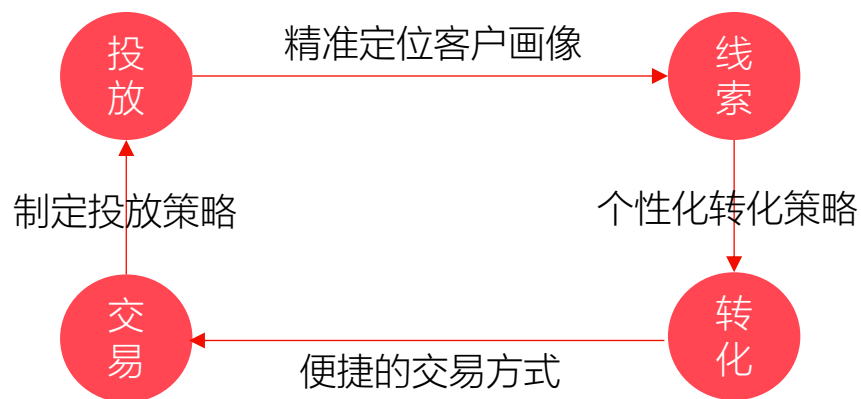 投
放
精准定位客户画像
线
索
制定投放策略
个性化转化策略
交
易
便捷的交易方式
转
化